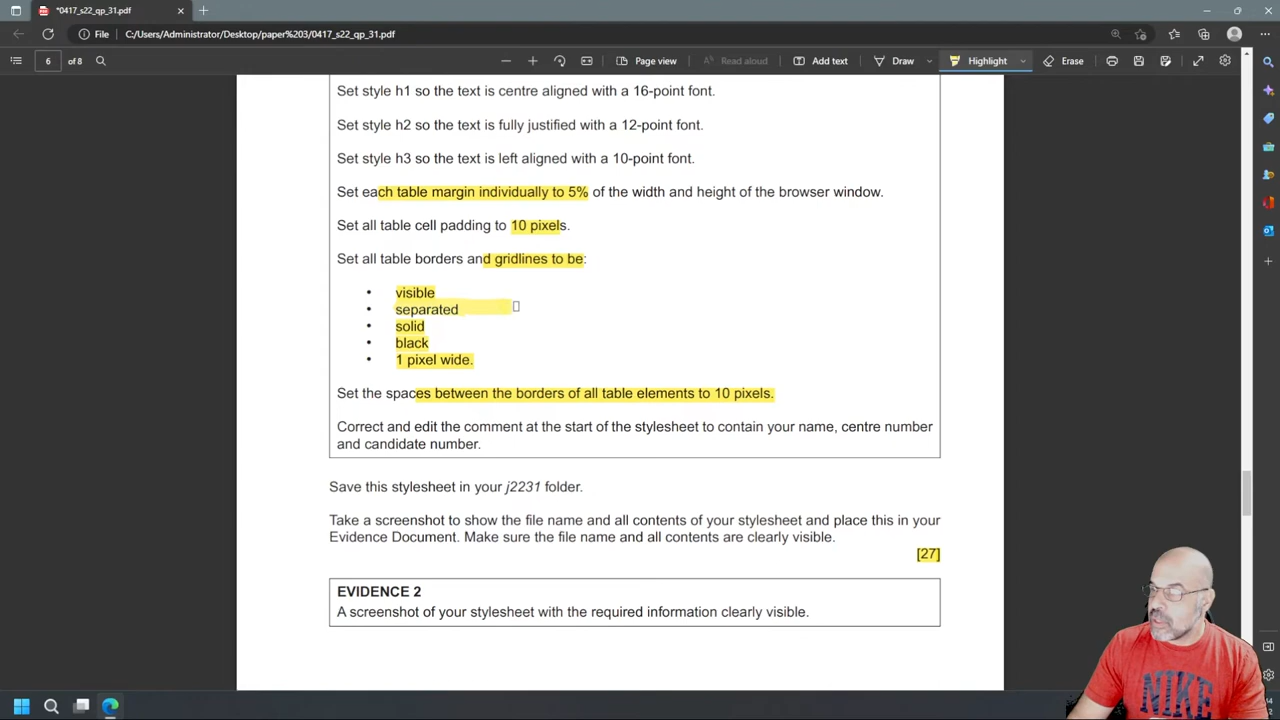 *0417_s22_qp_31.pdf
File
C:/Users/Administrator/Desktop/paper%203/0417_s22_qp_31.pdf
6 of 8
Page view
Read aloud
Add text
Draw
Highlight
Erase
Set style h1 so the text is centre aligned with a 16-point font.
Set style h2 so the text is fully justified with a 12-point font.
Set style h3 so the text is left aligned with a 10-point font.
Set each table margin individually to 5% of the width and height of the browser window.
Set all table cell padding to 10 pixels.
Set all table borders and gridlines to be:
• visible
• separated
• solid
• black
• 1 pixel wide.
Set the spaces between the borders of all table elements to 10 pixels.
Correct and edit the comment at the start of the stylesheet to contain your name, centre number
and candidate number.
Save this stylesheet in your j2231 folder.
Take a screenshot to show the file name and all contents of your stylesheet and place this in your
Evidence Document. Make sure the file name and all contents are clearly visible.
[27]
EVIDENCE 2
A screenshot of your stylesheet with the required information clearly visible.
NIKE